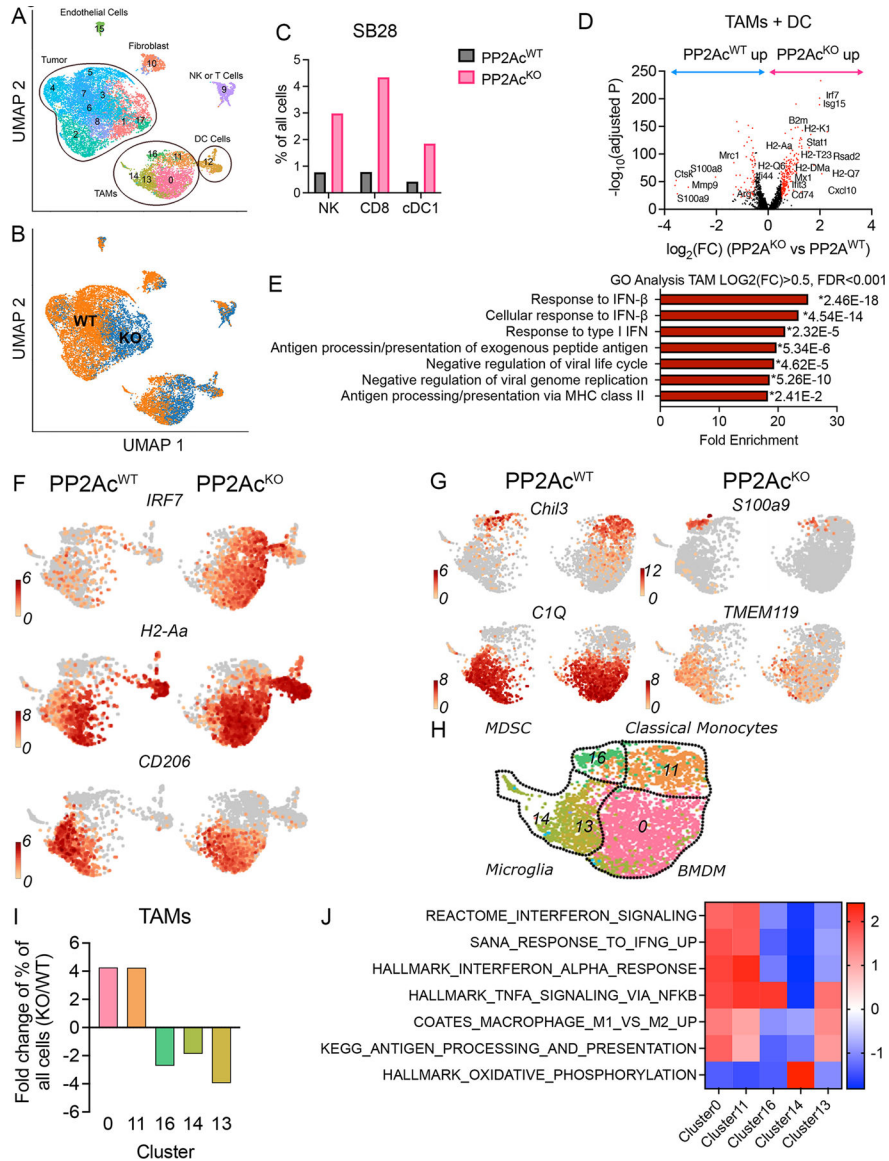 A
Endothelial Cells
15
Fibroblast
10
Tumor
NK or T Cells
9
5
4
7
3
6
8
1
17
2
DC Cells
12
16
11
14
13
0
TAMs
UMAP 2
B
WT
KO
UMAP 2
UMAP 1
C
SB28
PP2Ac^WT
PP2Ac^KO
% of all cells
5
4
3
2
1
0
NK
CD8
cDC1
D
TAMs + DC
PP2Ac^WT up
PP2Ac^KO up
-log10(adjusted P)
250
200
150
100
50
0
Irf7
Isg15
B2m
H2-K1
H2-Aa
Stat1
Mrc1
H2-T23
Rsad2
H2-Q6
H2-DMa
S100a8
Ctsk
Ifi44
Mx1
H2-Q7
Mmp9
Ifit3
Arg1
Cd74
Cxcl10
S100a9
-4
-2
0
2
4
log2(FC) (PP2A^KO vs PP2A^WT)
E
GO Analysis TAM LOG2(FC)>0.5, FDR<0.001
Response to IFN-β
*2.46E-18
Cellular response to IFN-β
*4.54E-14
Response to type I IFN
*2.32E-5
Antigen processin/presentation of exogenous peptide antigen
*5.34E-6
Negative regulation of viral life cycle
*4.62E-5
Negative regulation of viral genome replication
*5.26E-10
Antigen processing/presentation via MHC class II
*2.41E-2
0
10
20
30
Fold Enrichment
F
PP2Ac^WT
PP2Ac^KO
IRF7
6
0
H2-Aa
8
0
CD206
6
0
G
PP2Ac^WT
PP2Ac^KO
Chil3
S100a9
6
0
12
0
C1Q
TMEM119
8
0
8
0
H
MDSC
Classical Monocytes
16
11
14
13
0
Microglia
BMDM
I
TAMs
Fold change of % of
all cells (KO/WT)
6
4
2
0
-2
-4
-6
0
11
16
14
13
Cluster
J
REACTOME_INTERFERON_SIGNALING
SANA_RESPONSE_TO_IFNG_UP
HALLMARK_INTERFERON_ALPHA_RESPONSE
HALLMARK_TNFA_SIGNALING_VIA_NFKB
COATES_MACROPHAGE_M1_VS_M2_UP
KEGG_ANTIGEN_PROCESSING_AND_PRESENTATION
HALLMARK_OXIDATIVE_PHOSPHORYLATION
Cluster0
Cluster11
Cluster16
Cluster14
Cluster13
2
1
0
-1